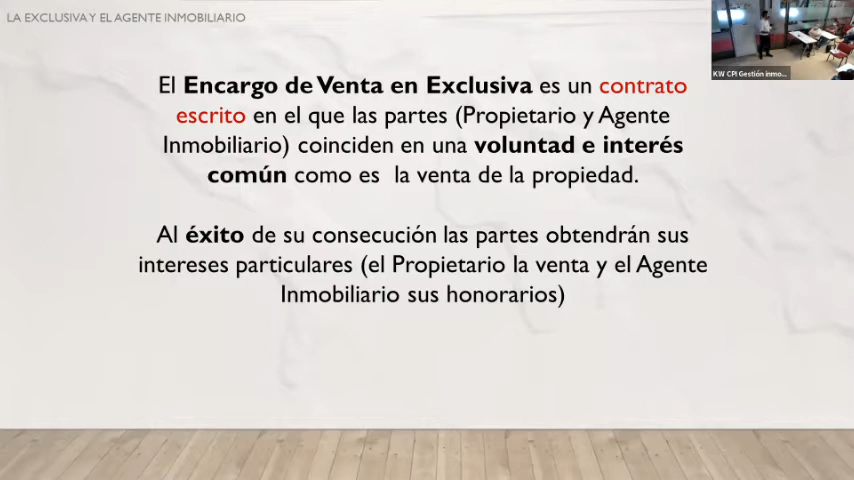 LA EXCLUSIVA Y EL AGENTE INMOBILIARIO
KW CPI Gestión inmo...
El Encargo de Venta en Exclusiva es un contrato
escrito en el que las partes (Propietario y Agente
Inmobiliario) coinciden en una voluntad e interés
común como es la venta de la propiedad.
Al éxito de su consecución las partes obtendrán sus
intereses particulares (el Propietario la venta y el Agente
Inmobiliario sus honorarios)